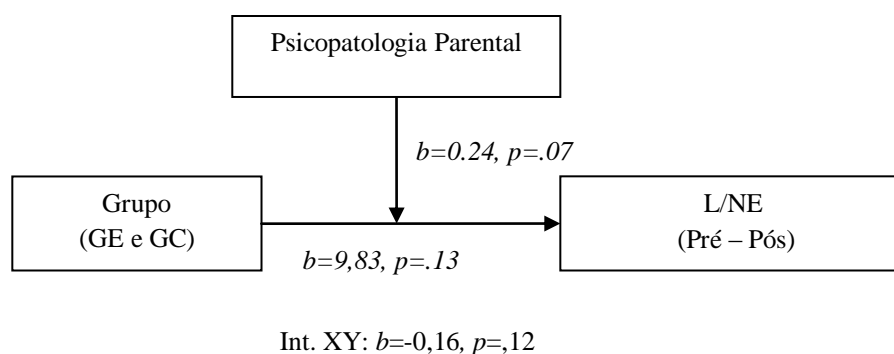 Psicopatologia Parental
b=0.24, p=.07
Grupo
(GE e GC)
L/NE
(Pré – Pós)
b=9,83, p=.13
Int. XY: b=-0,16, p=,12